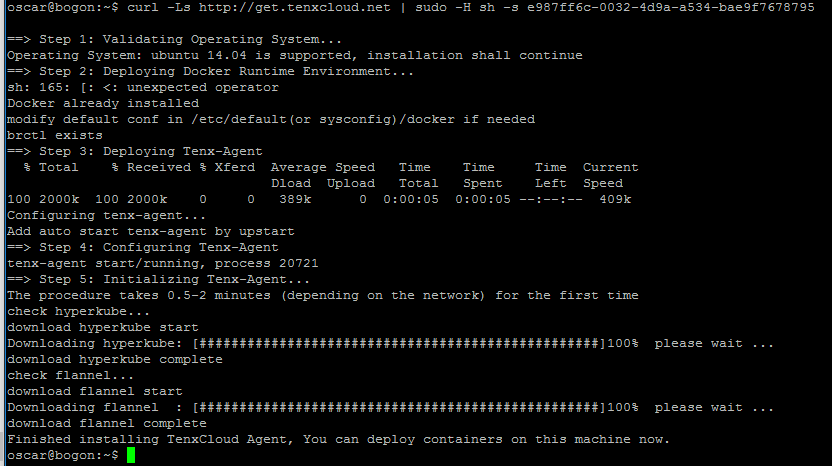 oscar@bogon:~$ curl -Ls http://get.tenxcloud.net | sudo -H sh -s e987ff6c-0032-4d9a-a534-bae9f7678795
==> Step 1: Validating Operating System...
Operating System: ubuntu 14.04 is supported, installation shall continue
==> Step 2: Deploying Docker Runtime Environment...
sh: 165: [: <: unexpected operator
Docker already installed
modify default conf in /etc/default(or sysconfig)/docker if needed
brctl exists
==> Step 3: Deploying Tenx-Agent
  % Total    % Received % Xferd  Average Speed   Time    Time     Time  Current
                                 Dload  Upload   Total   Spent    Left  Speed
100 2000k  100 2000k    0     0   389k      0  0:00:05  0:00:05 --:--:--  409k
Configuring tenx-agent...
Add auto start tenx-agent by upstart
==> Step 4: Configuring Tenx-Agent
tenx-agent start/running, process 20721
==> Step 5: Initializing Tenx-Agent...
The procedure takes 0.5-2 minutes (depending on the network) for the first time
check hyperkube...
download hyperkube start
Downloading hyperkube: [##################################################]100%  please wait ...
download hyperkube complete
check flannel...
download flannel start
Downloading flannel  : [##################################################]100%  please wait ...
download flannel complete
Finished installing TenxCloud Agent, You can deploy containers on this machine now.
oscar@bogon:~$